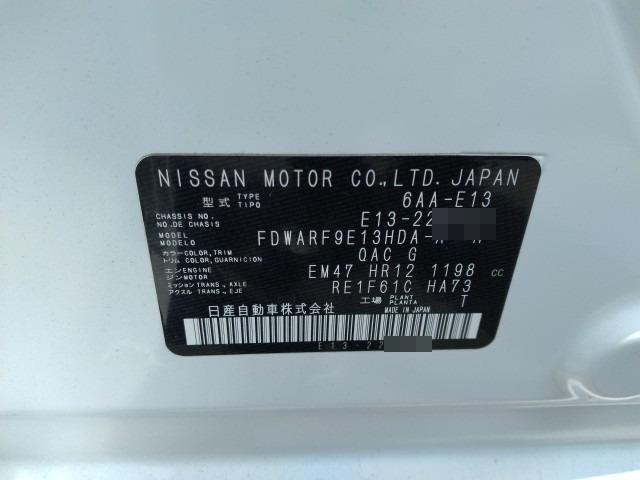 NISSAN MOTOR CO.,LTD. JAPAN
型式 TYPE TIPO 6AA-E13
CHASSIS NO. NO.DE CHASIS E13-22
MODEL MODELO FDWARF9E13HDA-
カラー COLOR, TRIM トリム COLOR, GUARNICION QAC G
エンジン ENGINE MOTOR EM47 HR12 1198 CC
ミッション TRANS., AXLE アクスル TRANS., EJE RE1F61C HA73
日産自動車株式会社 工場 PLANT PLANTA T
MADE IN JAPAN
E13-22